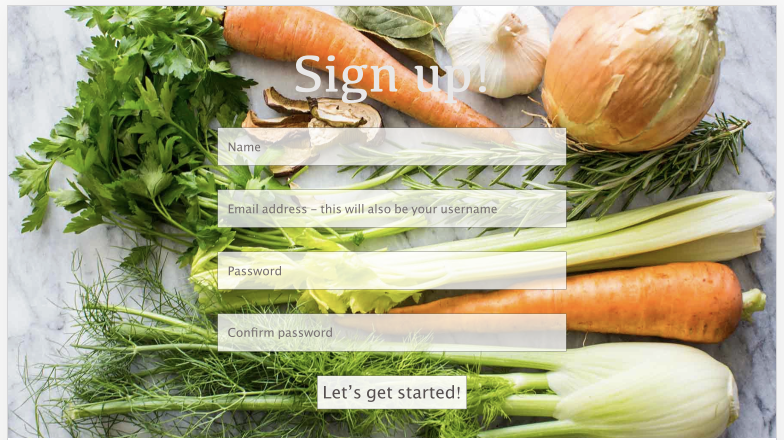 Sign up!
Name
Email address – this will also be your username
Password
Confirm password
Let's get started!